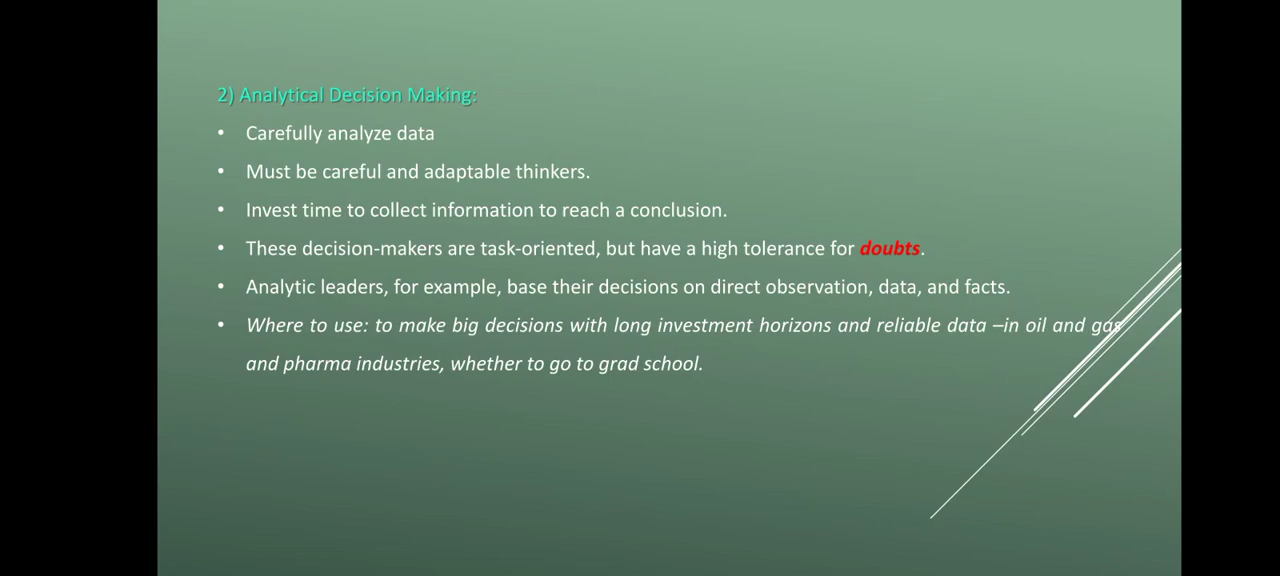 2) Analytical Decision Making:
• Carefully analyze data
• Must be careful and adaptable thinkers.
• Invest time to collect information to reach a conclusion.
• These decision-makers are task-oriented, but have a high tolerance for doubts.
• Analytic leaders, for example, base their decisions on direct observation, data, and facts.
• Where to use: to make big decisions with long investment horizons and reliable data –in oil and gas
and pharma industries, whether to go to grad school.